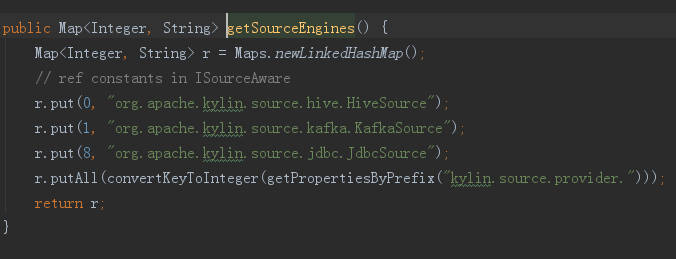 public Map<Integer, String> getSourceEngines() {
    Map<Integer, String> r = Maps.newLinkedHashMap();
    // ref constants in ISourceAware
    r.put(0, "org.apache.kylin.source.hive.HiveSource");
    r.put(1, "org.apache.kylin.source.kafka.KafkaSource");
    r.put(8, "org.apache.kylin.source.jdbc.JdbcSource");
    r.putAll(convertKeyToInteger(getPropertiesByPrefix("kylin.source.provider.")));
    return r;
}